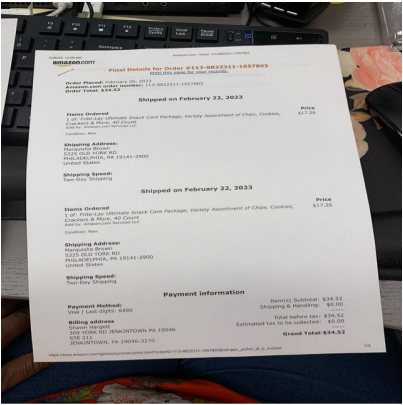 amazon.com
Final Details for Order #113-8822311-1657803
Print this page for your records.
Order Placed: February 20, 2023
Amazon.com order number: 113-8822311-1657803
Order Total: $34.52
Shipped on February 22, 2023
Items Ordered Price
1 of: Frito-Lay Ultimate Snack Care Package, Variety Assortment of Chips, Cookies, $17.26
Crackers & More, 40 Count
Sold by: Amazon.com Services LLC
Condition: New
Shipping Address:
Marquisha Brown
5325 OLD YORK RD
PHILADELPHIA, PA 19141-2900
United States
Shipping Speed:
Two-Day Shipping
Shipped on February 22, 2023
Items Ordered Price
1 of: Frito-Lay Ultimate Snack Care Package, Variety Assortment of Chips, Cookies, $17.26
Crackers & More, 40 Count
Sold by: Amazon.com Services LLC
Condition: New
Shipping Address:
Marquisha Brown
5325 OLD YORK RD
PHILADELPHIA, PA 19141-2900
United States
Shipping Speed:
Two-Day Shipping
Payment information
Payment Method:
Visa | Last digits: 6490
Billing address
Shawn Hargett
309 YORK RD JENKINTOWN PA 19046
STE 211
JENKINTOWN, PA 19046-3270
Item(s) Subtotal: $34.52
Shipping & Handling: $0.00
Total before tax: $34.52
Estimated tax to be collected: $0.00
Grand Total: $34.52
1/2